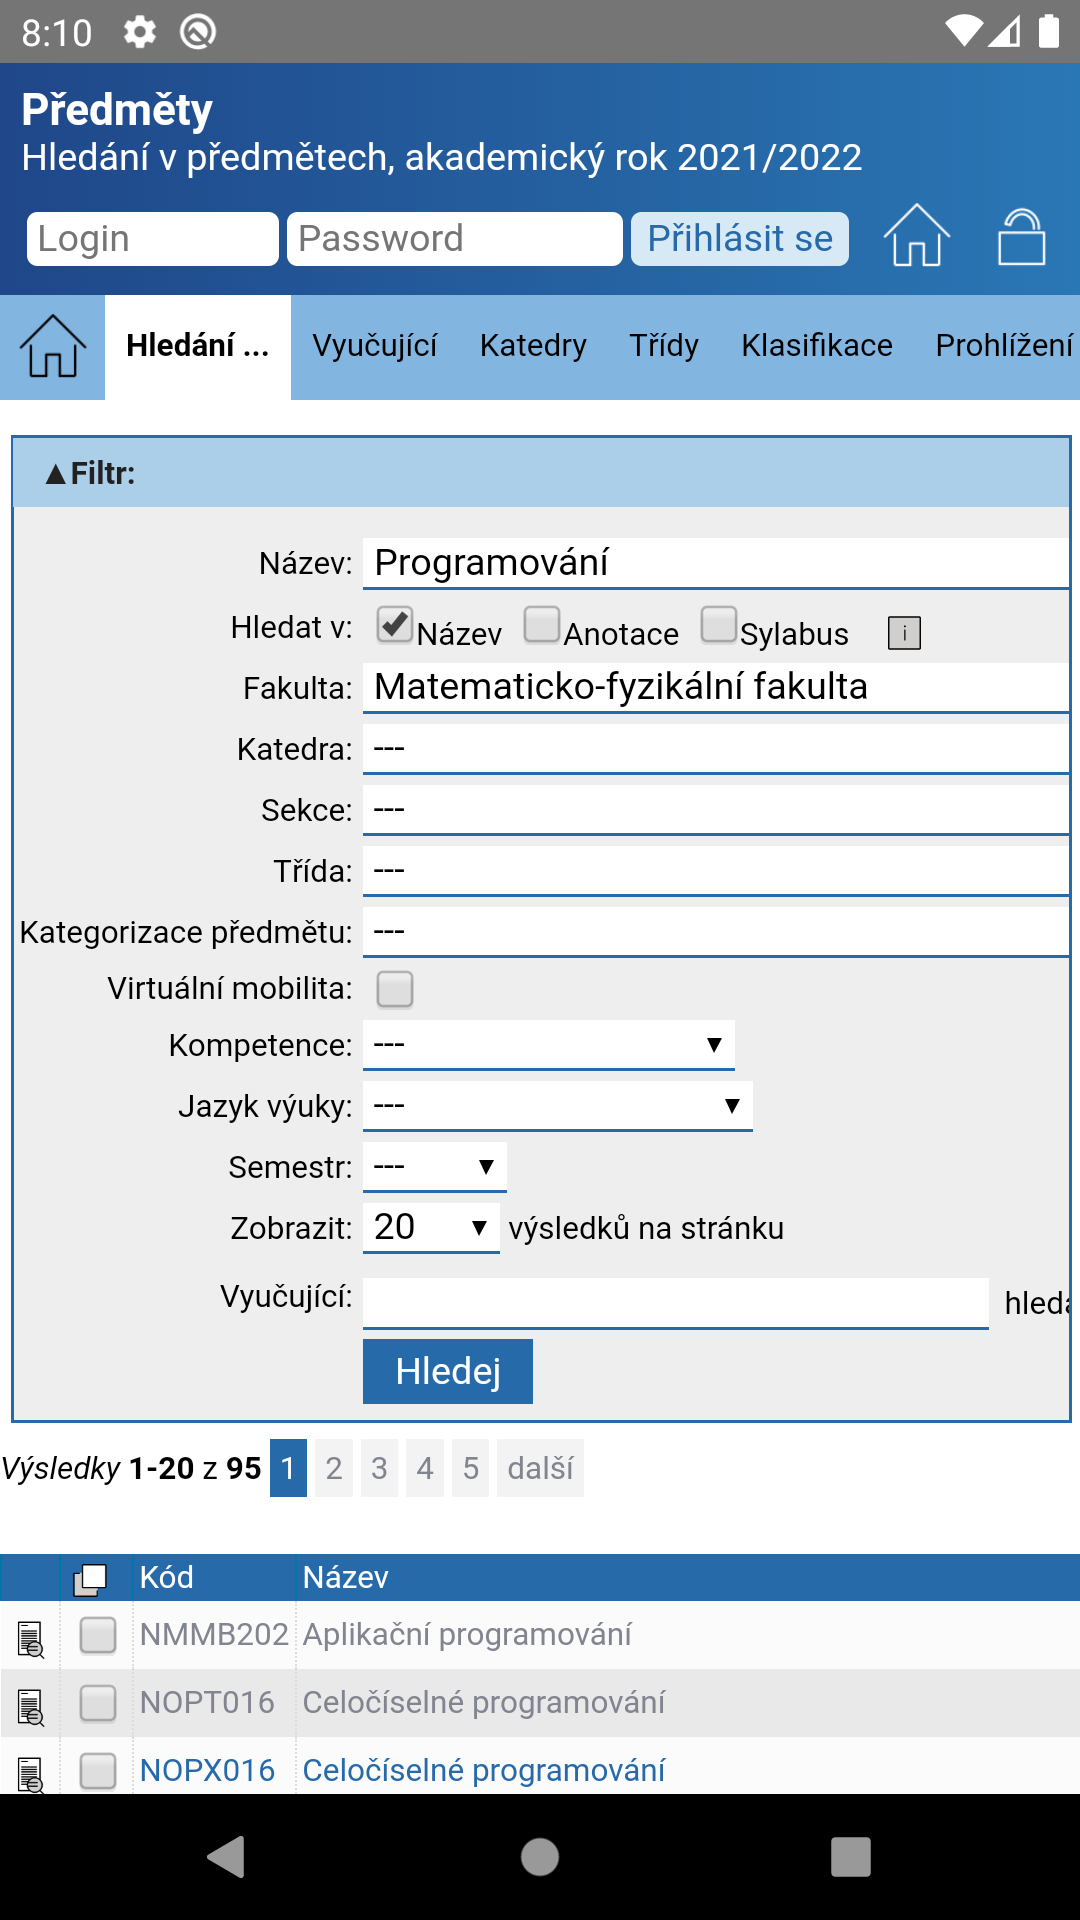 8:10
Předměty
Hledání v předmětech, akademický rok 2021/2022
Login Password Přihlásit se
Hledání ... Vyučující Katedry Třídy Klasifikace Prohlížení
▲Filtr:
Název: Programování
Hledat v: Název Anotace Sylabus i
Fakulta: Matematicko-fyzikální fakulta
Katedra: ---
Sekce: ---
Třída: ---
Kategorizace předmětu: ---
Virtuální mobilita:
Kompetence: --- ▼
Jazyk výuky: --- ▼
Semestr: --- ▼
Zobrazit: 20 ▼ výsledků na stránku
Vyučující:
Hledej
Výsledky 1-20 z 95 1 2 3 4 5 další
Kód Název
NMMB202 Aplikační programování
NOPT016 Celočíselné programování
NOPX016 Celočíselné programování